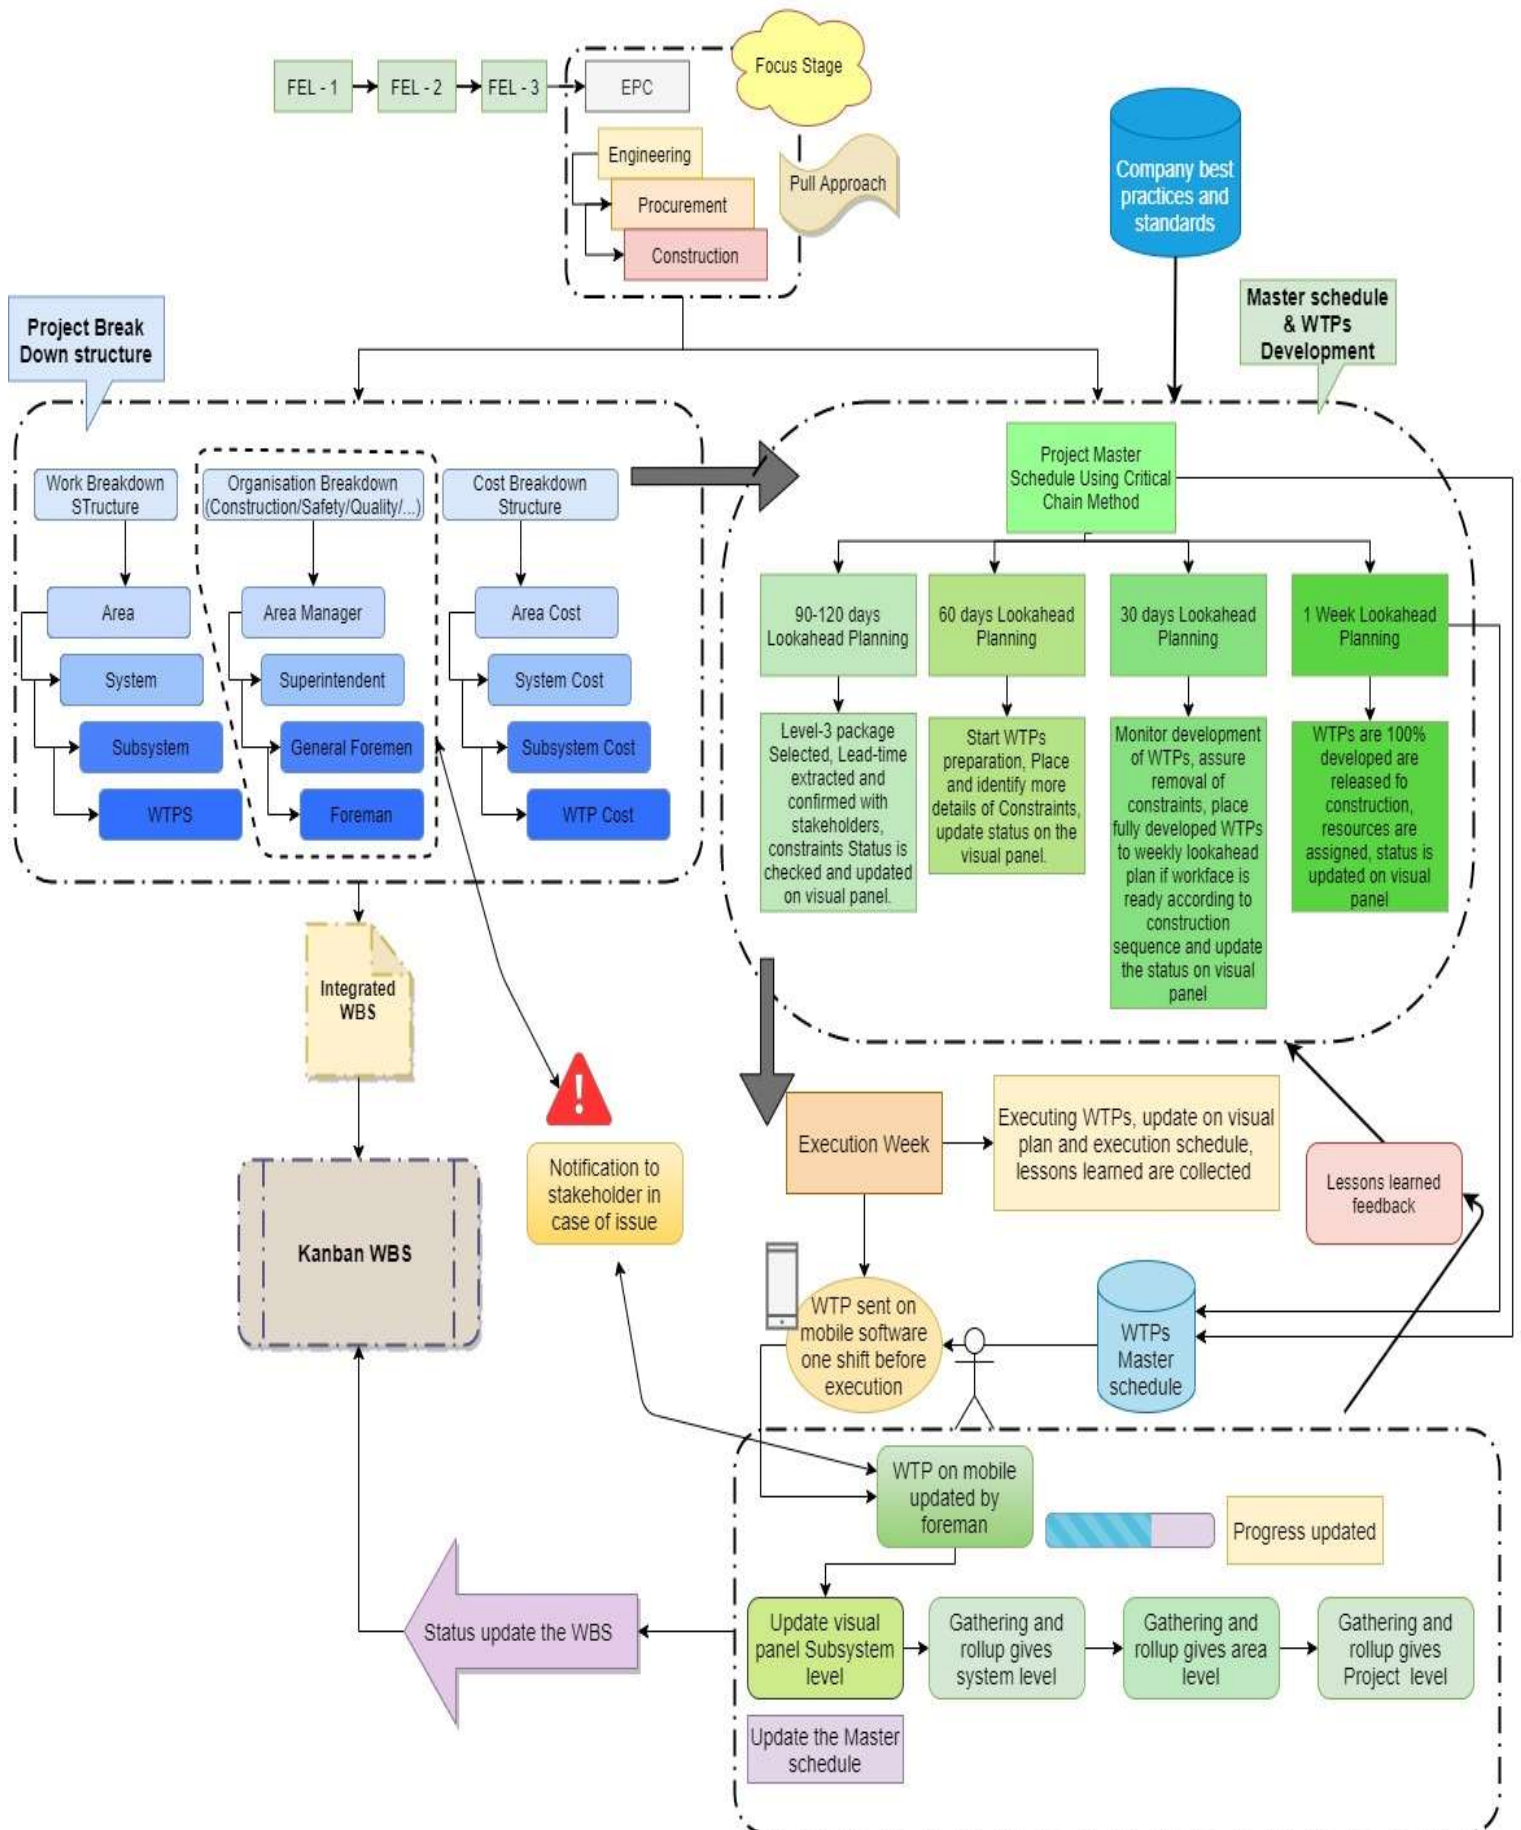 Focus Stage
FEL - 1
FEL - 2
FEL - 3
EPC
Engineering
Procurement
Construction
Pull Approach
Company best
practices and
standards
Project Break
Down structure
Master schedule
& WTPs
Development
Work Breakdown
STructure
Area
System
Subsystem
WTPS
Organisation Breakdown
(Construction/Safety/Quality/...)
Area Manager
Superintendent
General Foremen
Foreman
Cost Breakdown
Structure
Area Cost
System Cost
Subsystem Cost
WTP Cost
Project Master
Schedule Using Critical
Chain Method
90-120 days
Lookahead Planning
60 days Lookahead
Planning
30 days Lookahead
Planning
1 Week Lookahead
Planning
Level-3 package
Selected, Lead-time
extracted and
confirmed with
stakeholders,
constraints Status is
checked and updated
on visual panel.
Start WTPs
preparation, Place
and identify more
details of Constraints,
update status on the
visual panel.
Monitor development
of WTPs, assure
removal of
constraints, place
fully developed WTPs
to weekly lookahead
plan if workface is
ready according to
construction
sequence and update
the status on visual
panel
WTPs are 100%
developed are
released fo
construction,
resources are
assigned, status is
updated on visual
panel
Integrated
WBS
Kanban WBS
!
Notification to
stakeholder in
case of issue
Execution Week
Executing WTPs, update on visual
plan and execution schedule,
lessons learned are collected
Lessons learned
feedback
WTP sent on
mobile software
one shift before
execution
WTPs
Master
schedule
WTP on mobile
updated by
foreman
Progress updated
Status update the WBS
Update visual
panel Subsystem
level
Gathering and
rollup gives
system level
Gathering and
rollup gives area
level
Gathering and
rollup gives
Project level
Update the Master
schedule